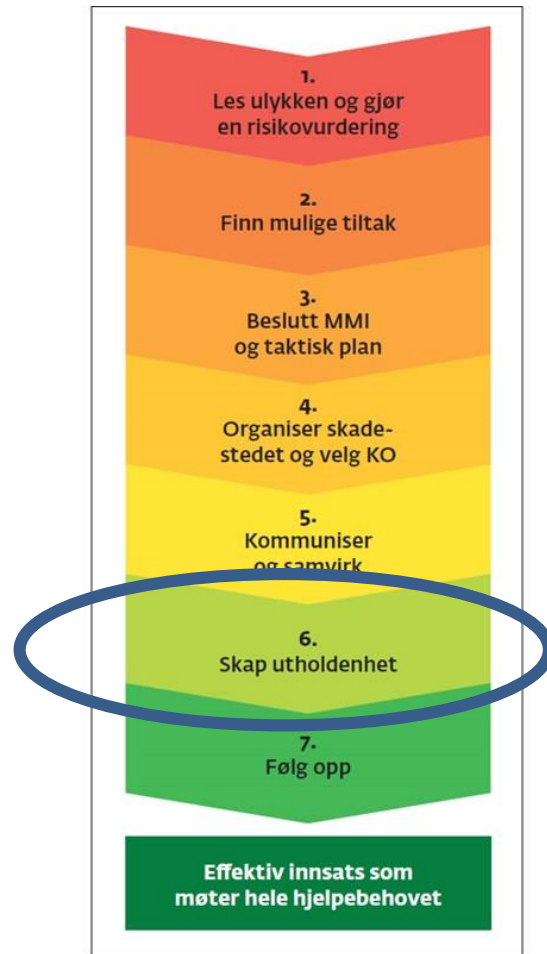 1.
Les ulykken og gjør
en risikovurdering
2.
Finn mulige tiltak
3.
Beslutt MMI
og taktisk plan
4.
Organiser skade-
stedet og velg KO
5.
Kommuniser
og samvirk
6.
Skap utholdenhet
7.
Følg opp
Effektiv innsats som
møter hele hjelpebehovet